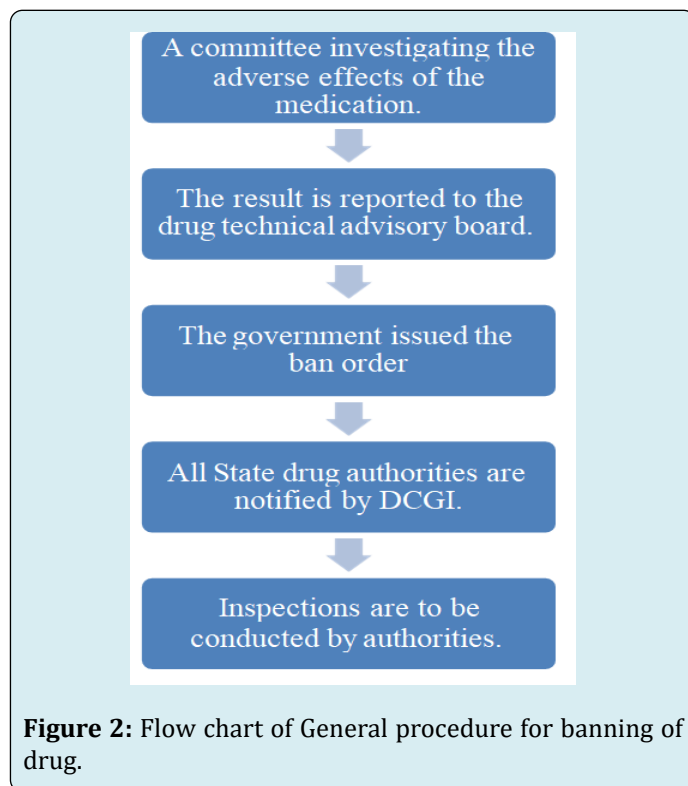 A committee investigating the
adverse effects of the
medication.
The result is reported to the
drug technical advisory board.
The government issued the
ban order
All State drug authorities are
notified by DCGI.
Inspections are to be
conducted by authorities.
Figure 2: Flow chart of General procedure for banning of
drug.